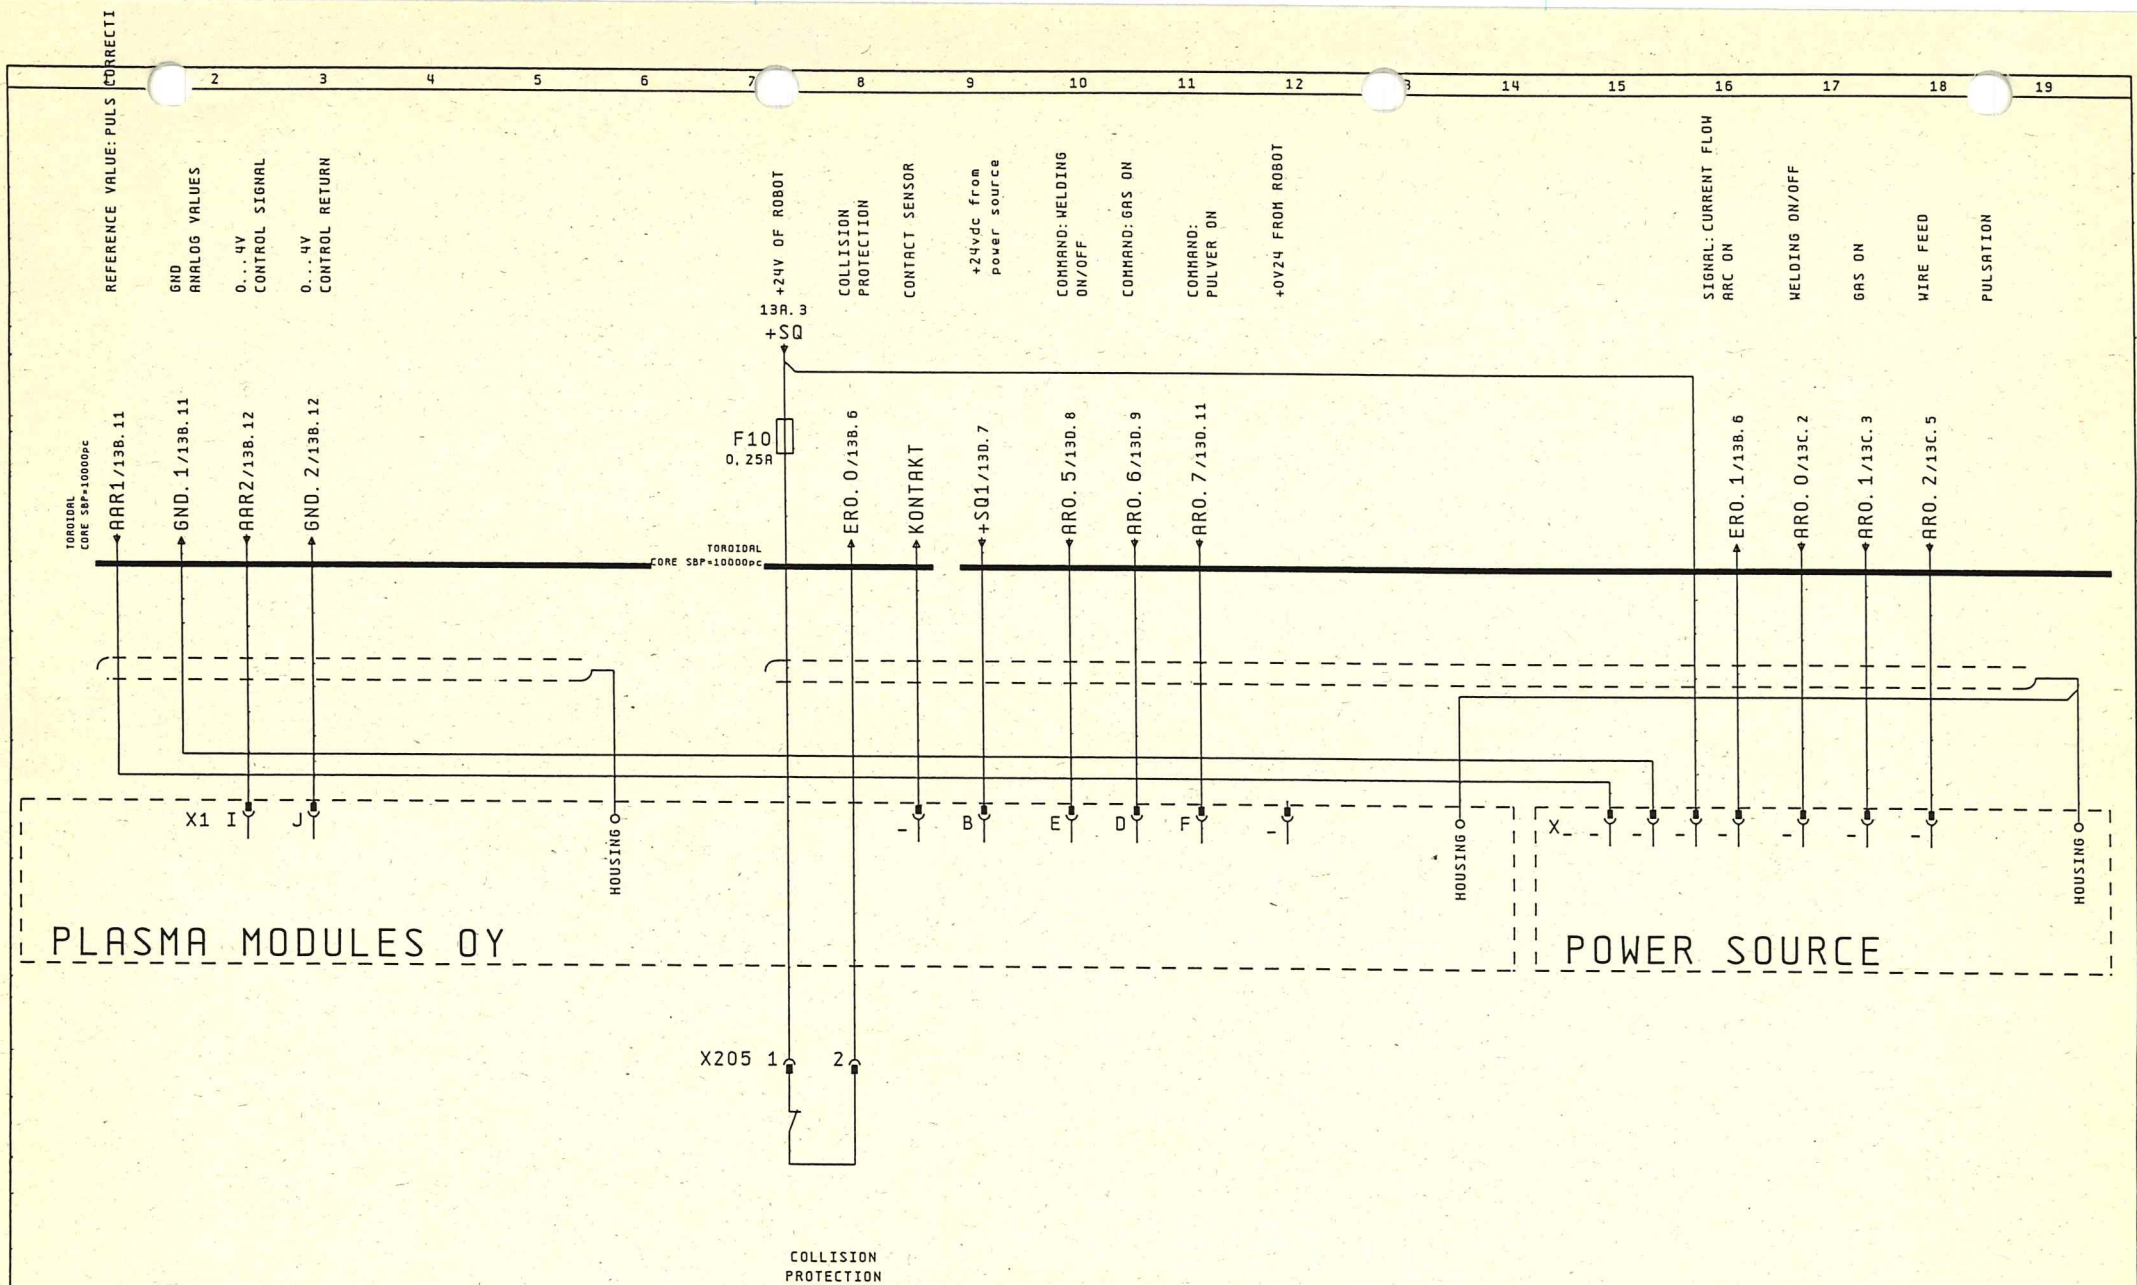 2 3 4 5 6 7 8 9 10 11 12 3 14 15 16 17 18 19
REFERENCE VALUE: PULS CORRECTI
GND
ANALOG VALUES
0...4V
CONTROL SIGNAL
0...4V
CONTROL RETURN
+24V OF ROBOT
COLLISION
PROTECTION
CONTACT SENSOR
+24vdc from
power source
COMMAND: WELDING
ON/OFF
COMMAND: GAS ON
COMMAND:
PULVER ON
+0V24 FROM ROBOT
SIGNAL: CURRENT FLOW
ARC ON
WELDING ON/OFF
GAS ON
WIRE FEED
PULSATION
13A.3
+SQ
F10
0,25A
TOROIDAL
CORE SBP=10000pc
AAAR1/13B.11
GND.1/13B.11
AAR2/13B.12
GND.2/13B.12
TOROIDAL
CORE SBP=10000pc
ERO.0/13B.6
KONTAKT
+SQ1/13D.7
ARO.5/13D.8
ARO.6/13D.9
ARO.7/13D.11
ERO.1/13B.6
ARO.0/13C.2
ARO.1/13C.3
ARO.2/13C.5
X1 I J
HOUSING
- B E D F -
HOUSING
X_ - - - - - - -
HOUSING
PLASMA MODULES OY
POWER SOURCE
X205 1 2
COLLISION
PROTECTION